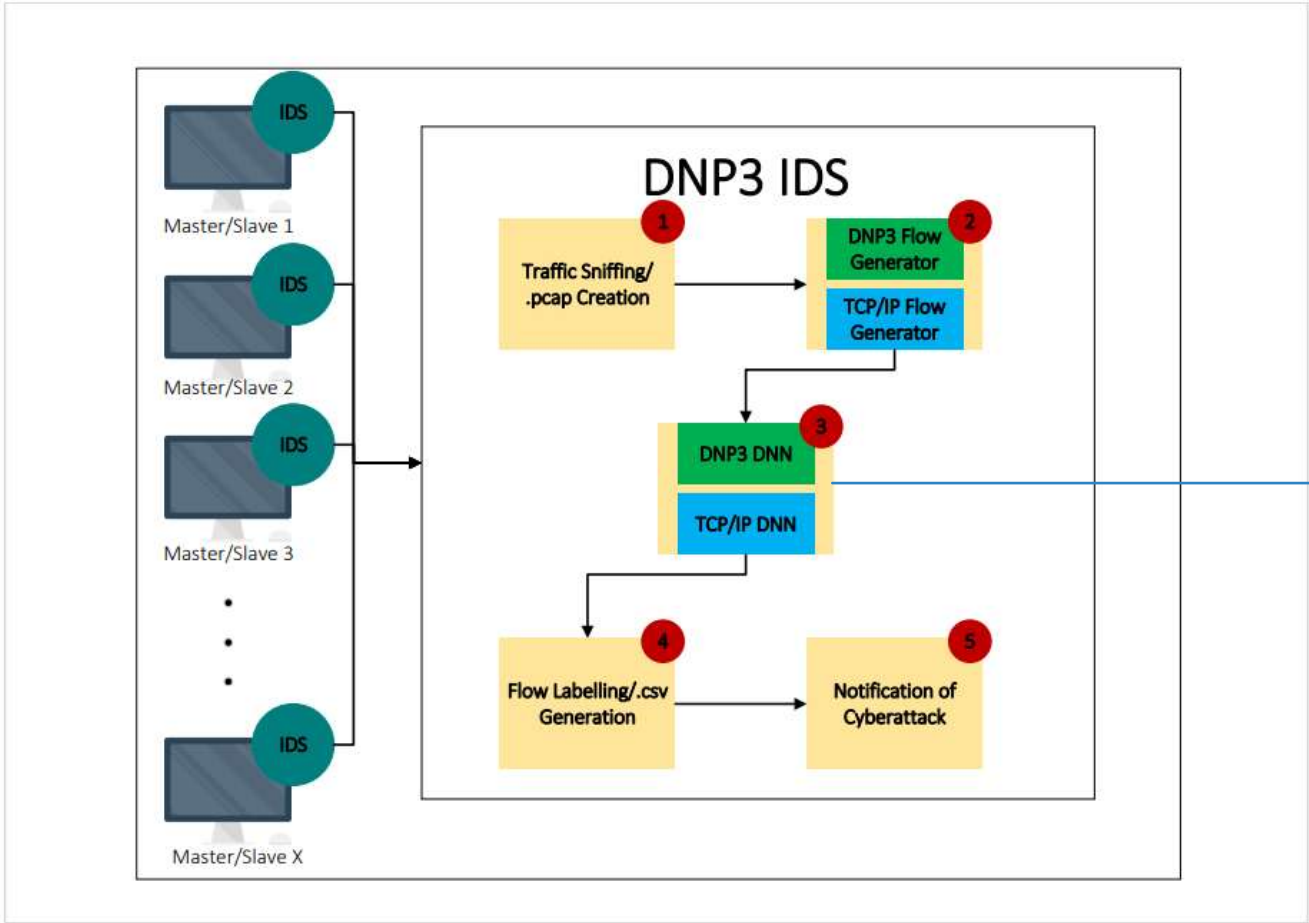 IDS
Master/Slave 1
IDS
Master/Slave 2
IDS
Master/Slave 3
IDS
Master/Slave X
DNP3 IDS
1
Traffic Sniffing/
.pcap Creation
2
DNP3 Flow
Generator
TCP/IP Flow
Generator
3
DNP3 DNN
TCP/IP DNN
4
Flow Labelling/.csv
Generation
5
Notification of
Cyberattack